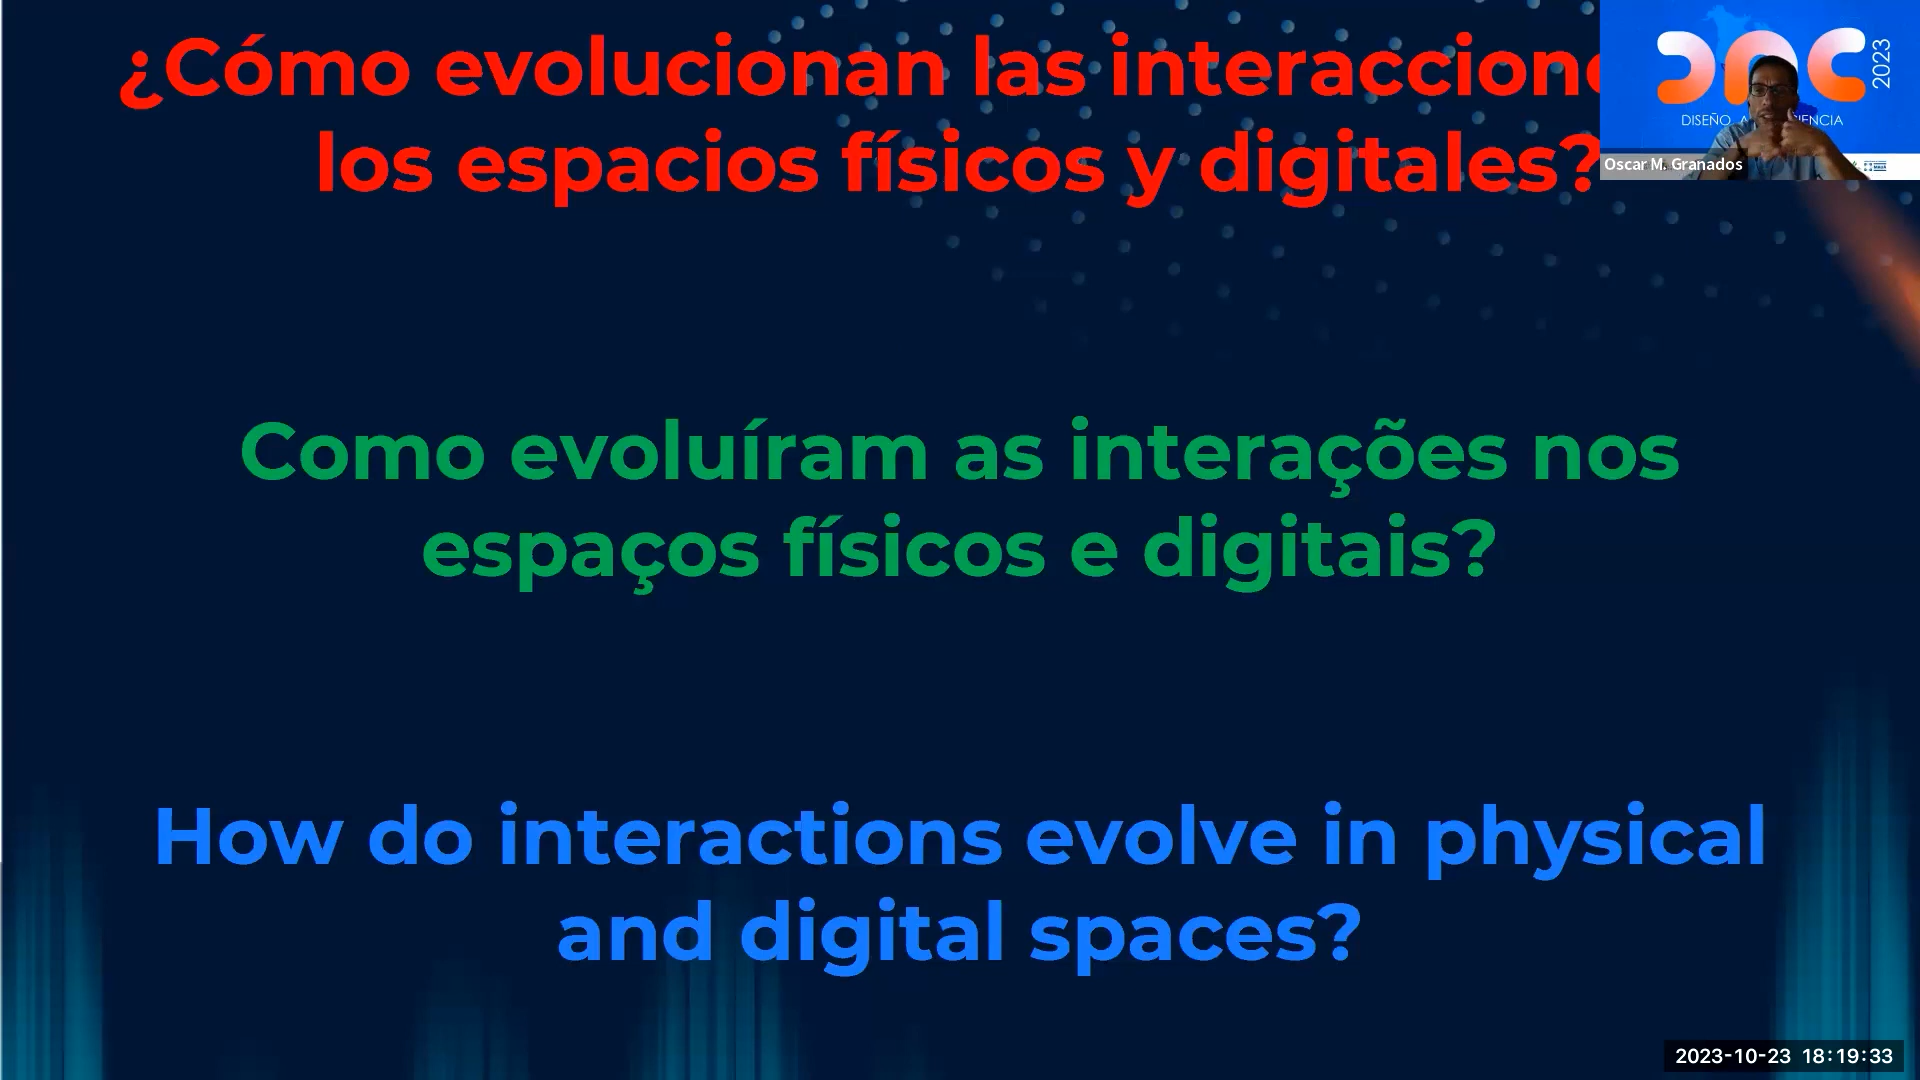 ¿Cómo evolucionan las
los espacios físicos y digitales?
2023
DISEÑO
Oscar M. Granados
Como evoluíram as interações nos
espaços físicos e digitais?
How do interactions evolve in physical
and digital spaces?
2023-10-23 18:19:33